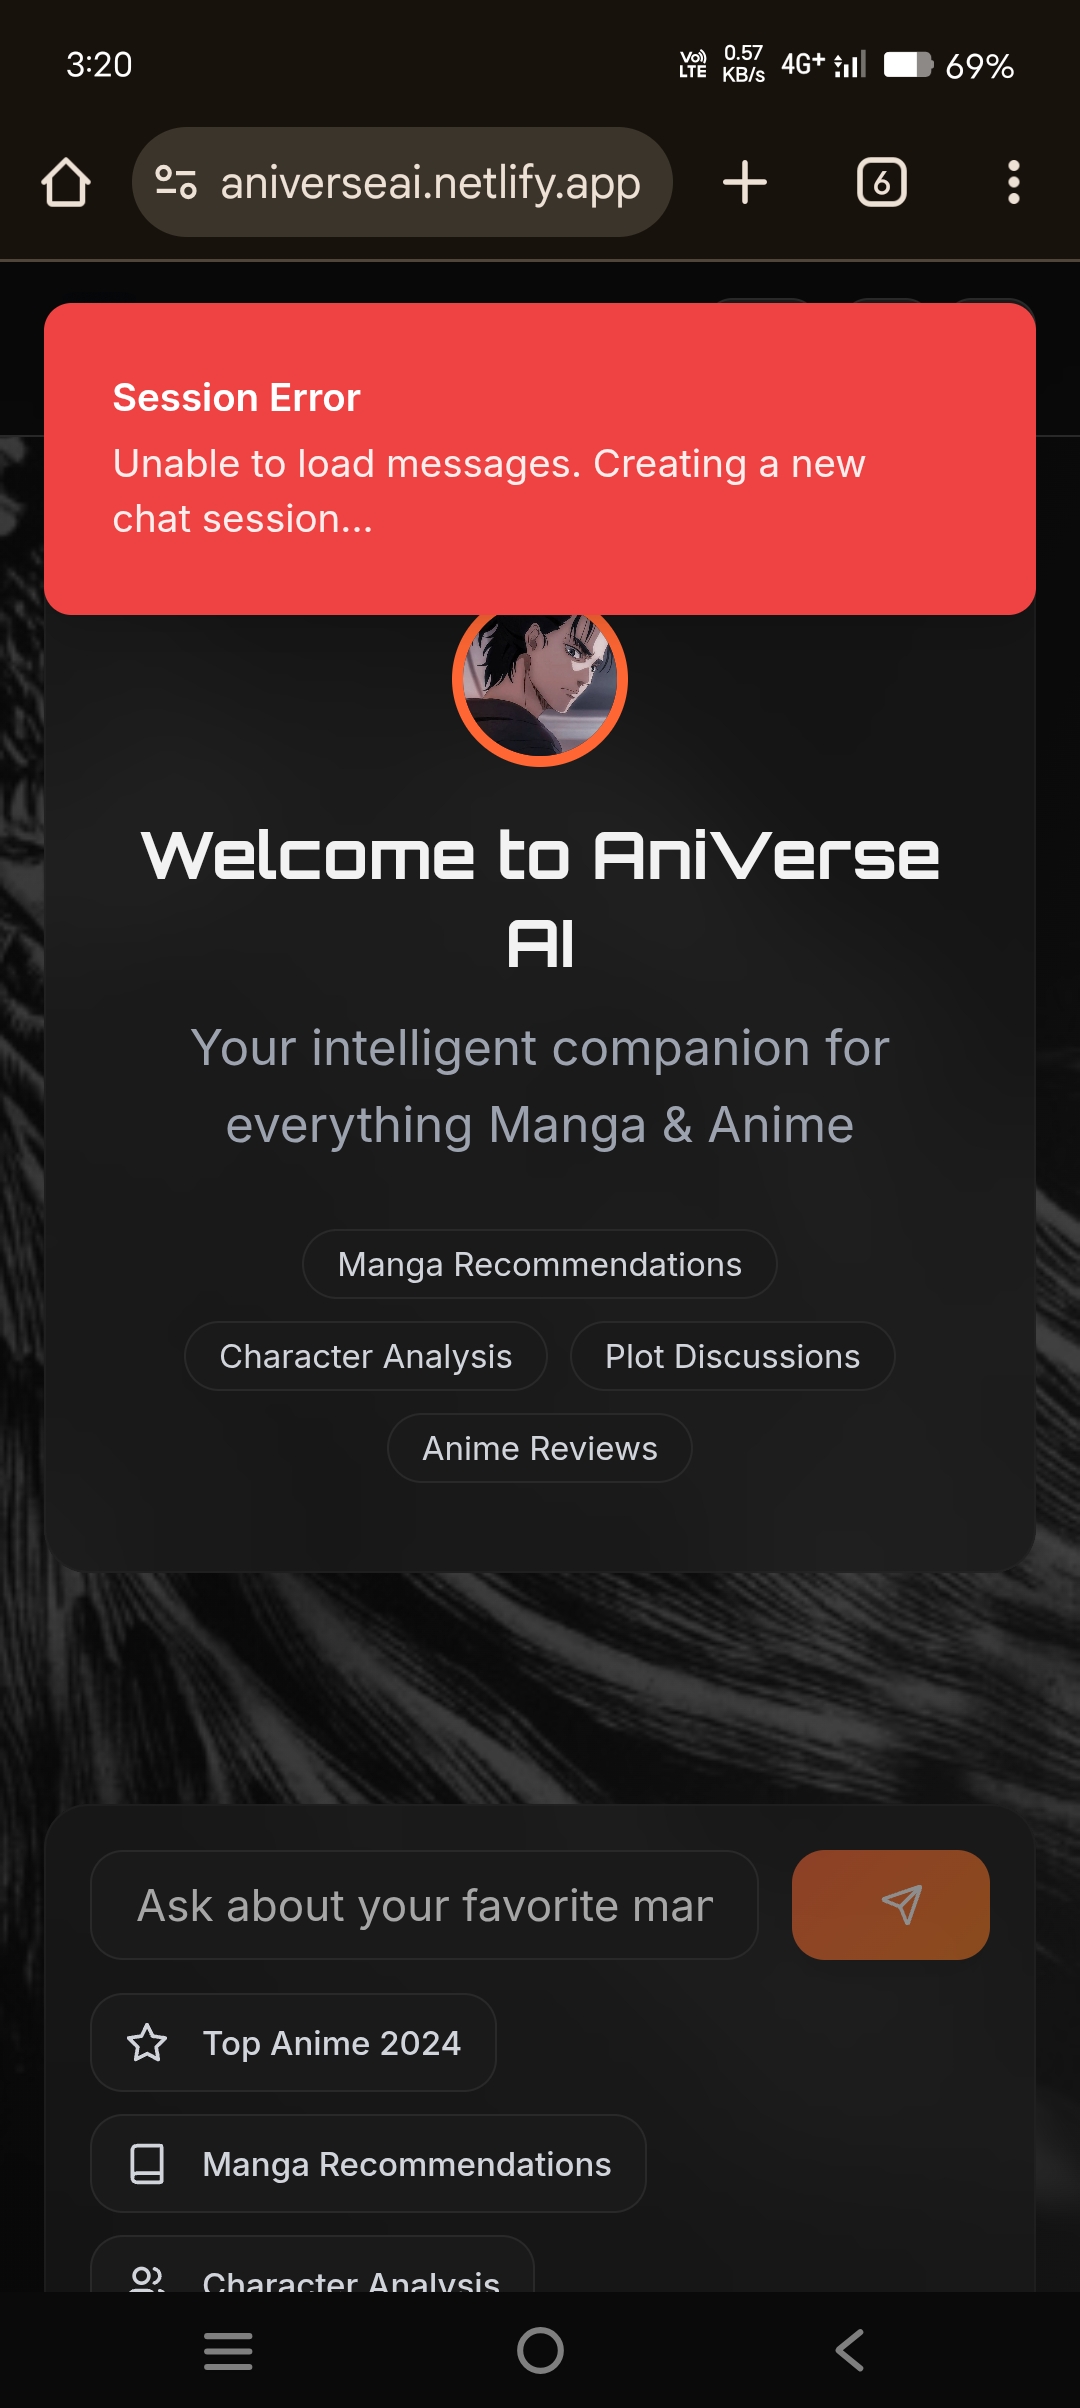 3:20
Vo) LTE
0.57 KB/s
4G+
69%
aniverseai.netlify.app
6
Session Error
Unable to load messages. Creating a new
chat session...
Welcome to AniVerse
AI
Your intelligent companion for
everything Manga & Anime
Manga Recommendations
Character Analysis
Plot Discussions
Anime Reviews
Ask about your favorite mar
Top Anime 2024
Manga Recommendations
Character Analysis